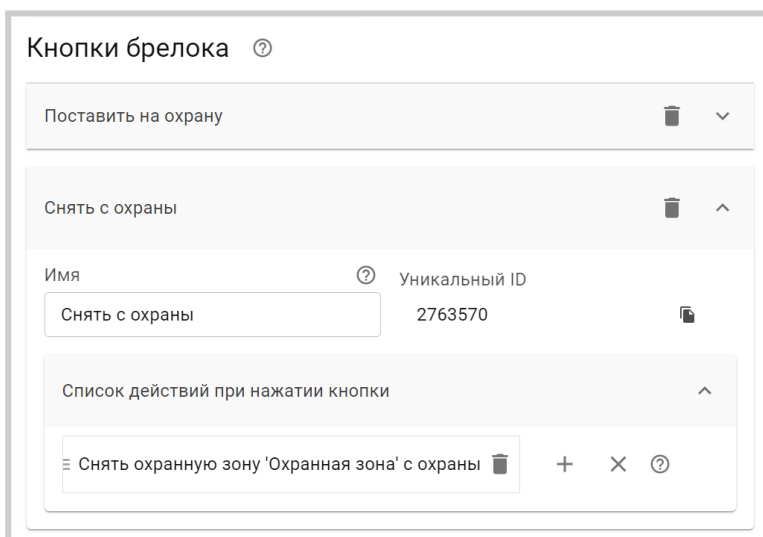 Кнопки брелока
Поставить на охрану
Снять с охраны
Имя
Уникальный ID
Снять с охраны
2763570
Список действий при нажатии кнопки
Снять охранную зону 'Охранная зона' с охраны